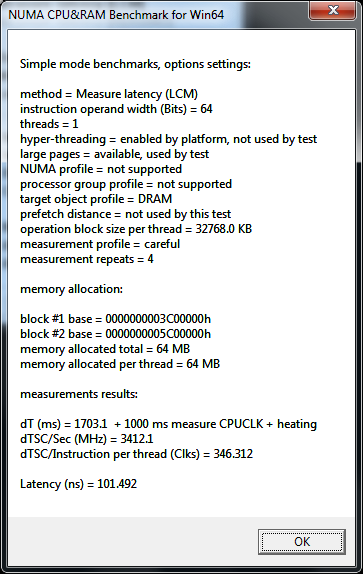 NUMA CPU&RAM Benchmark for Win64
Simple mode benchmarks, options settings:
method = Measure latency (LCM)
instruction operand width (Bits) = 64
threads = 1
hyper-threading = enabled by platform, not used by test
large pages = available, used by test
NUMA profile = not supported
processor group profile = not supported
target object profile = DRAM
prefetch distance = not used by this test
operation block size per thread = 32768.0 KB
measurement profile = careful
measurement repeats = 4
memory allocation:
block #1 base = 0000000003C00000h
block #2 base = 0000000005C00000h
memory allocated total = 64 MB
memory allocated per thread = 64 MB
measurements results:
dT (ms) = 1703.1  + 1000 ms measure CPUCLK + heating
dTSC/Sec (MHz) = 3412.1
dTSC/Instruction per thread (Clks) = 346.312
Latency (ns) = 101.492
OK